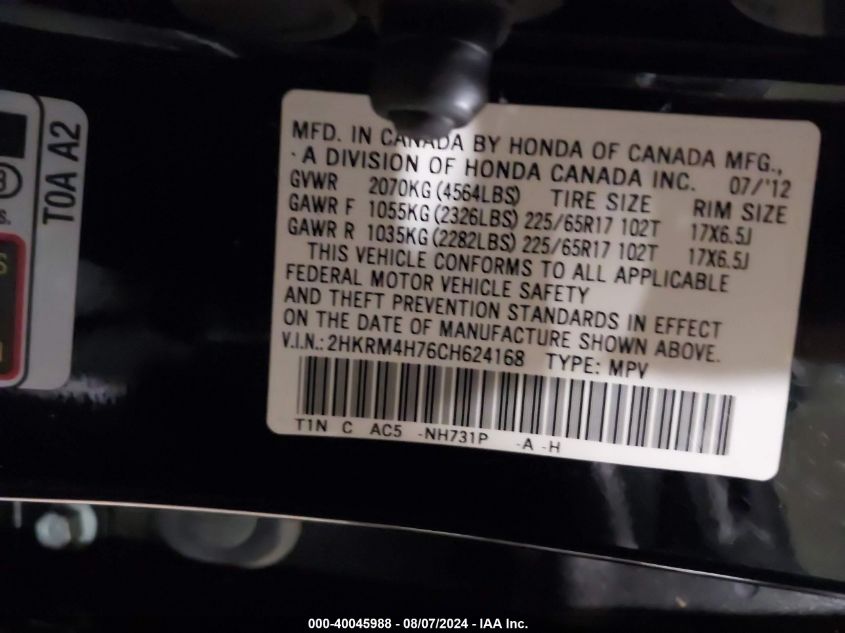 MFD. IN CANADA BY HONDA OF CANADA MFG.,
A DIVISION OF HONDA CANADA INC. 07/'12
GVWR 2070KG (4564LBS) TIRE SIZE RIM SIZE
GAWR F 1055KG (2326LBS) 225/65R17 102T 17X6.5J
GAWR R 1035KG (2282LBS) 225/65R17 102T 17X6.5J
THIS VEHICLE CONFORMS TO ALL APPLICABLE
FEDERAL MOTOR VEHICLE SAFETY
AND THEFT PREVENTION STANDARDS IN EFFECT
ON THE DATE OF MANUFACTURE SHOWN ABOVE.
V.I.N.: 2HKRM4H76CH624168 TYPE: MPV
T1N C AC5 -NH731P -A -H
T0A A2
000-40045988 - 08/07/2024 - IAA Inc.